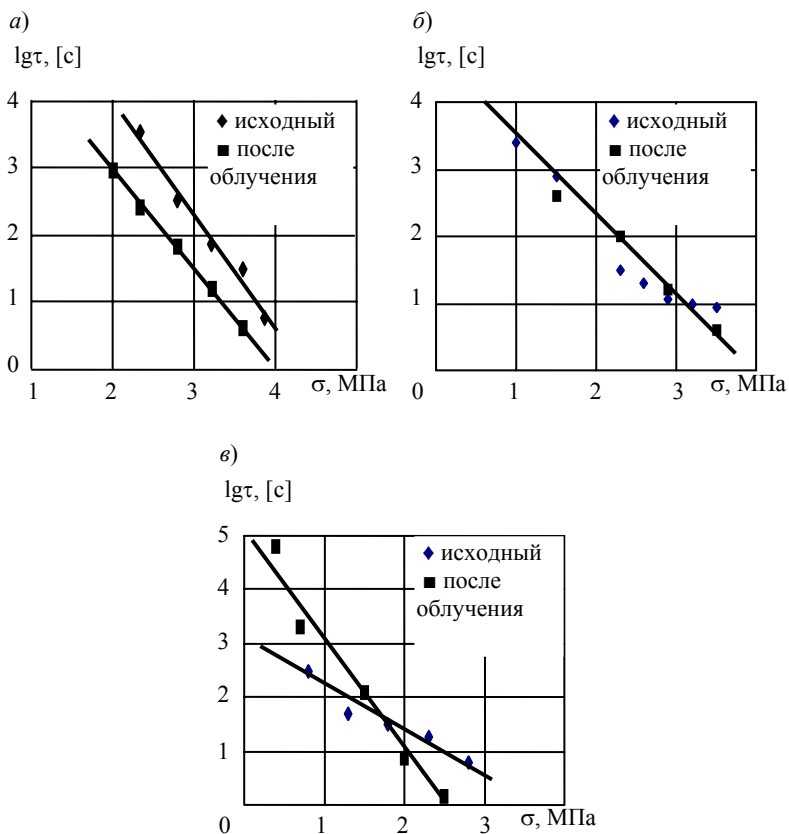 а)
lgτ, [с]
4
3
2
1
0
1
2
3
4
σ, МПа
исходный
после
облучения
б)
lgτ, [с]
4
3
2
1
0
1
2
3
σ, МПа
исходный
после
облучения
в)
lgτ, [с]
5
4
3
2
1
0
1
2
3
σ, МПа
исходный
после
облучения